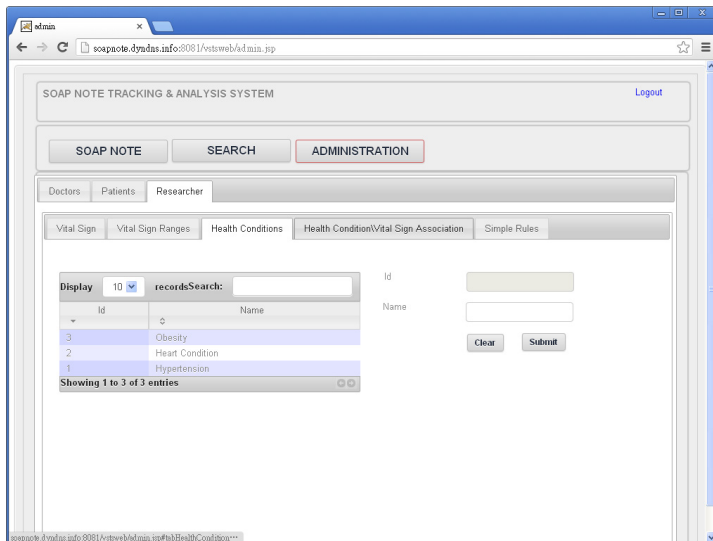 admin
soapnote.dyndns.info:8081/vstsweb/admin.jsp
SOAP NOTE TRACKING & ANALYSIS SYSTEM
Logout
SOAP NOTE SEARCH ADMINISTRATION
Doctors Patients Researcher
Vital Sign Vital Sign Ranges Health Conditions Health Condition\Vital Sign Association Simple Rules
Display 10 recordsSearch:
Id
Id Name
Name
3 Obesity
2 Heart Condition
Clear Submit
1 Hypertension
Showing 1 to 3 of 3 entries
soapnote.dyndns.info:8081/vstsweb/admin.jsp#tabHealthCondition...